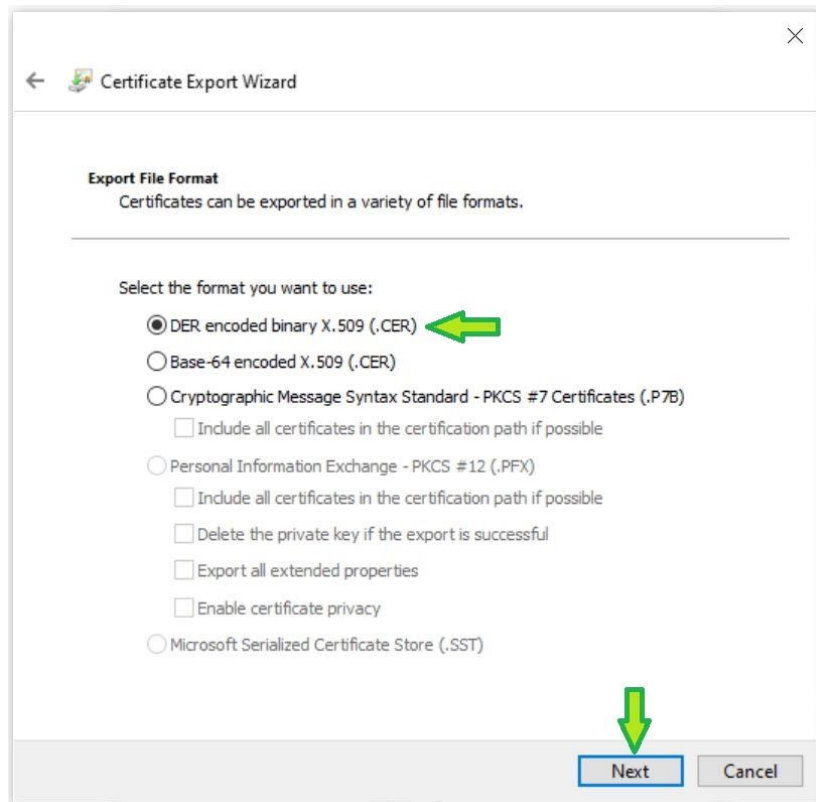 Certificate Export Wizard
Export File Format
Certificates can be exported in a variety of file formats.
Select the format you want to use:
DER encoded binary X.509 (.CER)
Base-64 encoded X.509 (.CER)
Cryptographic Message Syntax Standard - PKCS #7 Certificates (.P7B)
Include all certificates in the certification path if possible
Personal Information Exchange - PKCS #12 (.PFX)
Include all certificates in the certification path if possible
Delete the private key if the export is successful
Export all extended properties
Enable certificate privacy
Microsoft Serialized Certificate Store (.SST)
Next Cancel